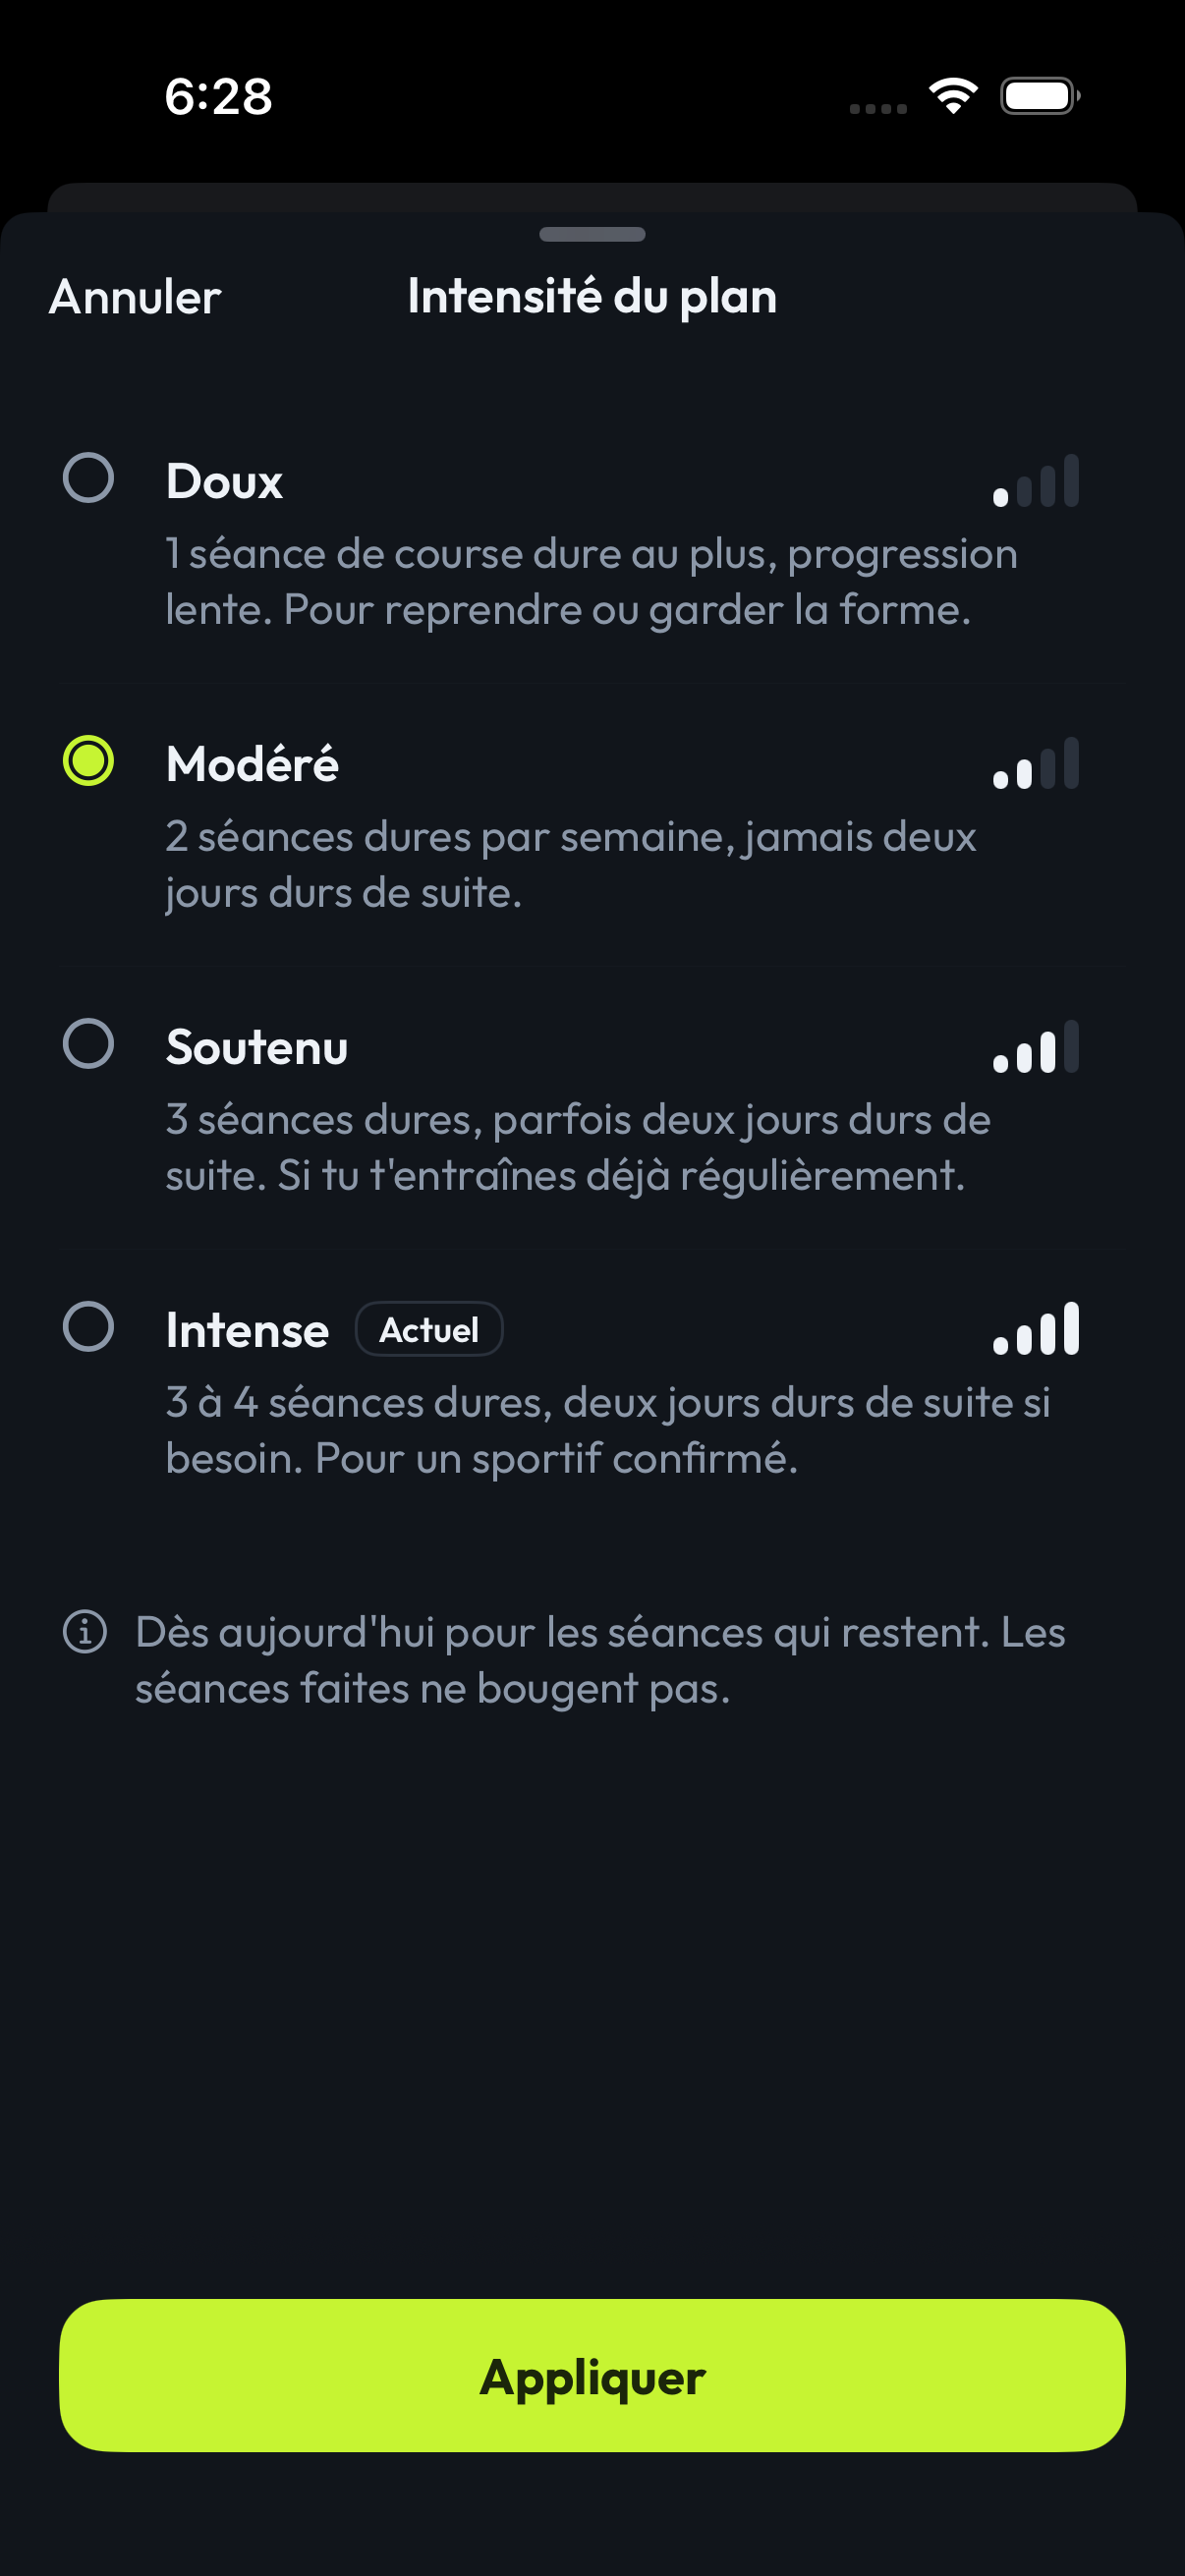 6:28
Annuler
Intensité du plan
Doux
1 séance de course dure au plus, progression
lente. Pour reprendre ou garder la forme.
Modéré
2 séances dures par semaine, jamais deux
jours durs de suite.
Soutenu
3 séances dures, parfois deux jours durs de
suite. Si tu t'entraînes déjà régulièrement.
Intense
Actuel
3 à 4 séances dures, deux jours durs de suite si
besoin. Pour un sportif confirmé.
Dès aujourd'hui pour les séances qui restent. Les
séances faites ne bougent pas.
Appliquer